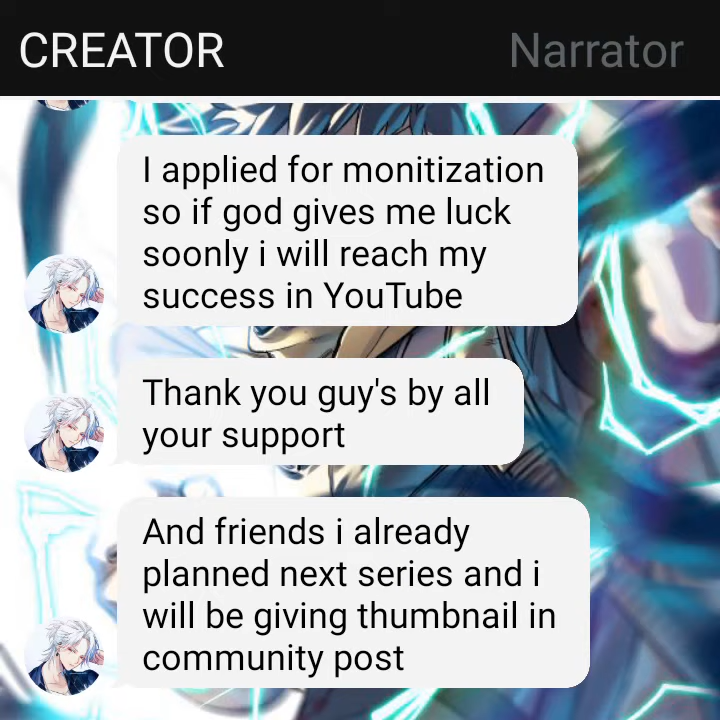 CREATOR
Narrator
I applied for monitization
so if god gives me luck
soonly i will reach my
success in YouTube
Thank you guy's by all
your support
And friends i already
planned next series and i
will be giving thumbnail in
community post